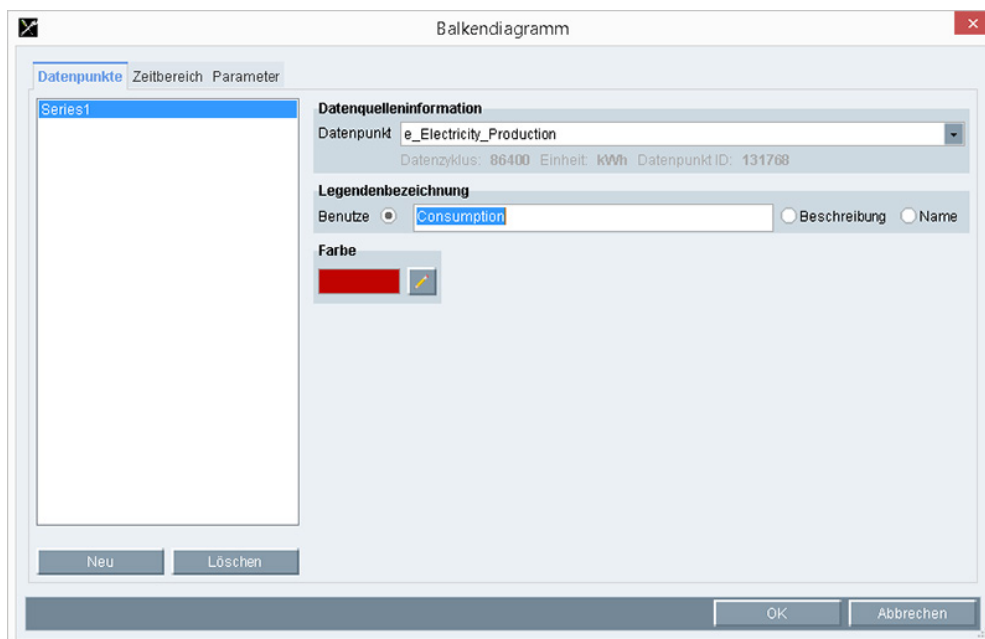 Balkendiagramm
Datenpunkte Zeitbereich Parameter
Series1
Datenquelleninformation
Datenpunkt e_Electricity_Production
Datenzyklus: 86400 Einheit: kWh Datenpunkt ID: 131768
Legendenbezeichnung
Benutze Consumption Beschreibung Name
Farbe
Neu Löschen
OK Abbrechen